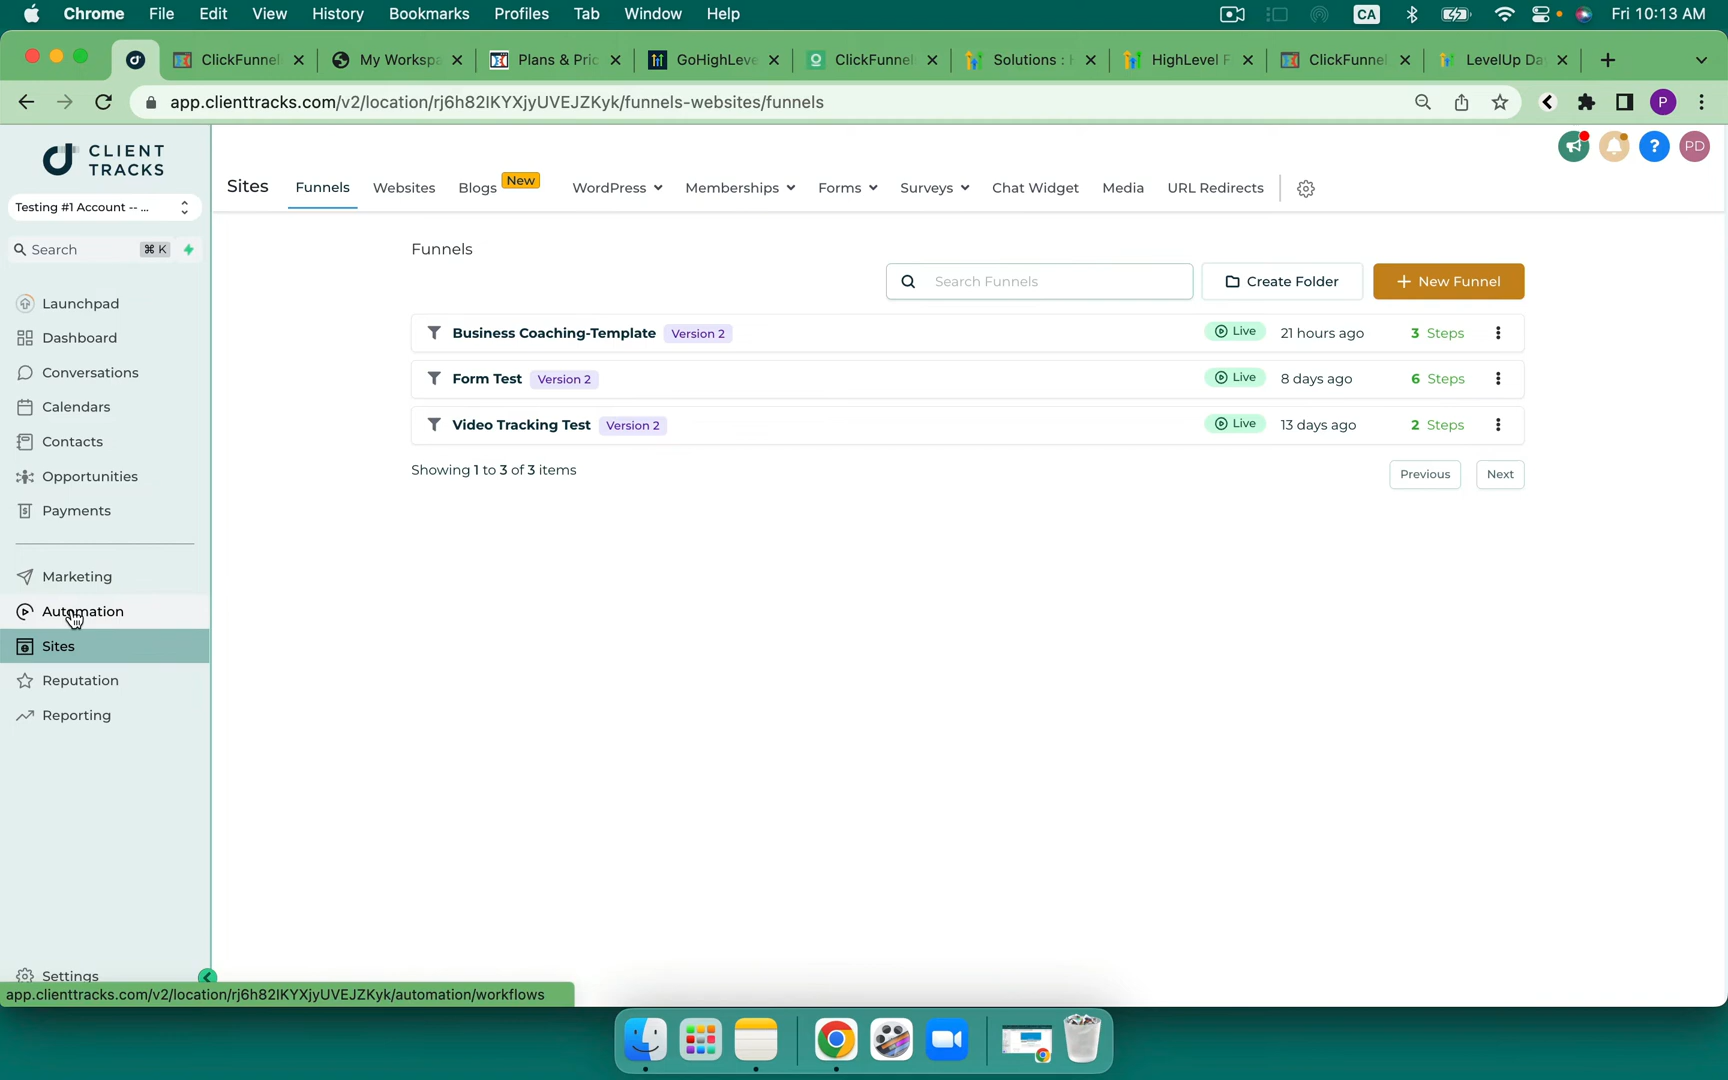 Chrome File Edit View History Bookmarks Profiles Tab Window Help CA Fri 10:13 AM
ClickFunnel My Workspa Plans & Pric GoHighLeve ClickFunnel Solutions : H HighLevel F ClickFunnel LevelUp Da
app.clienttracks.com/v2/location/rj6h82IKYXjyUVEJZKyk/funnels-websites/funnels P
CLIENT
TRACKS
PD
Sites Funnels Websites Blogs New WordPress Memberships Forms Surveys Chat Widget Media URL Redirects
Testing #1 Account -- ...
Search ⌘ K
Funnels
Search Funnels Create Folder + New Funnel
Launchpad
Dashboard
Conversations
Calendars
Contacts
Opportunities
Payments
Business Coaching-Template Version 2 Live 21 hours ago 3 Steps
Form Test Version 2 Live 8 days ago 6 Steps
Video Tracking Test Version 2 Live 13 days ago 2 Steps
Showing 1 to 3 of 3 items Previous Next
Marketing
Automation
Sites
Reputation
Reporting
Settings
app.clienttracks.com/v2/location/rj6h82IKYXjyUVEJZKyk/automation/workflows